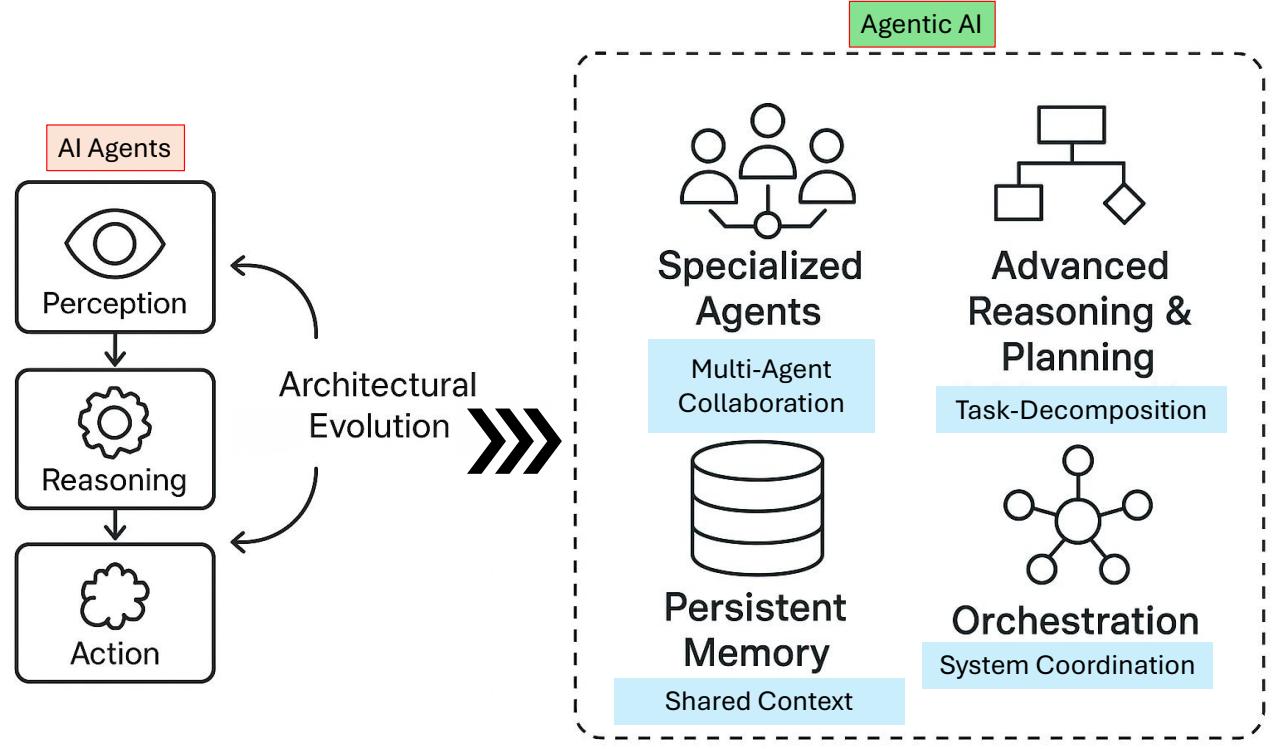 AI Agents
Perception
Reasoning
Action
Architectural
Evolution
Agentic AI
Specialized
Agents
Multi-Agent
Collaboration
Advanced
Reasoning &
Planning
Task-Decomposition
Persistent
Memory
Shared Context
Orchestration
System Coordination